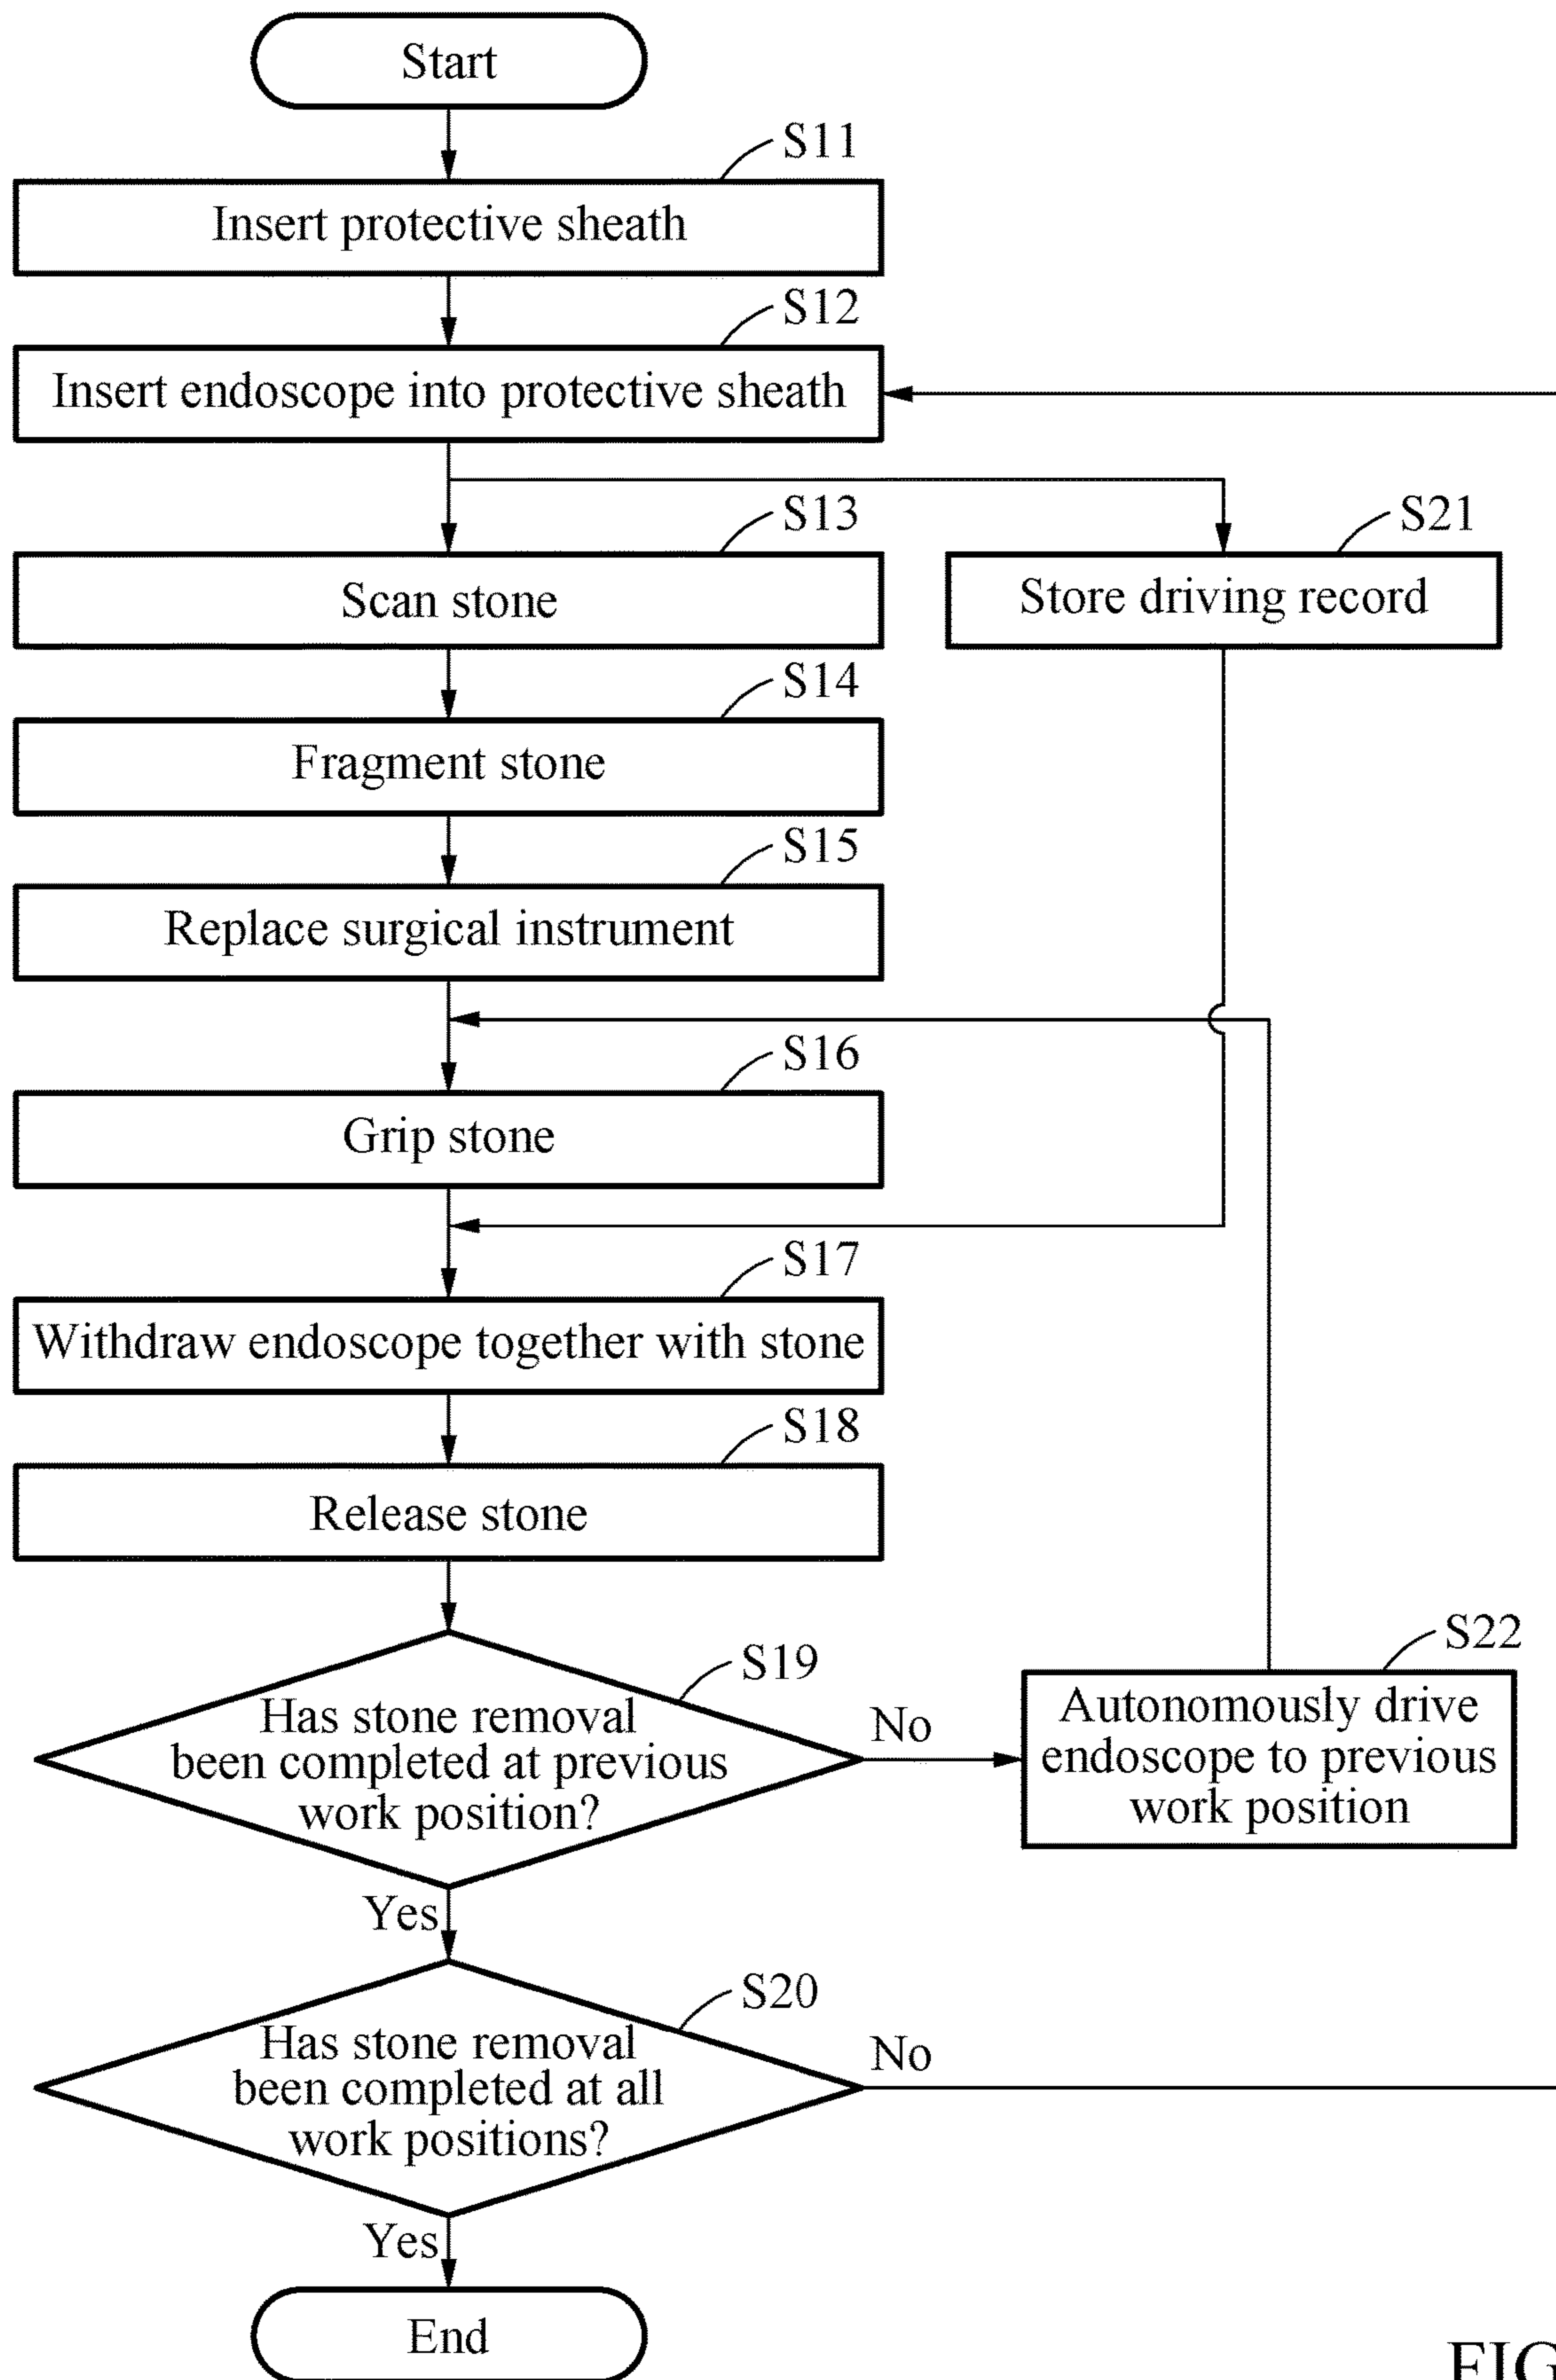 Start
S11
Insert protective sheath
S12
Insert endoscope into protective sheath
S13
Scan stone
S21
Store driving record
S14
Fragment stone
S15
Replace surgical instrument
S16
Grip stone
S17
Withdraw endoscope together with stone
S18
Release stone
S19
Has stone removal
been completed at previous
work position?
No
S22
Autonomously drive
endoscope to previous
work position
Yes
S20
Has stone removal
been completed at all
work positions?
No
Yes
End
FIG